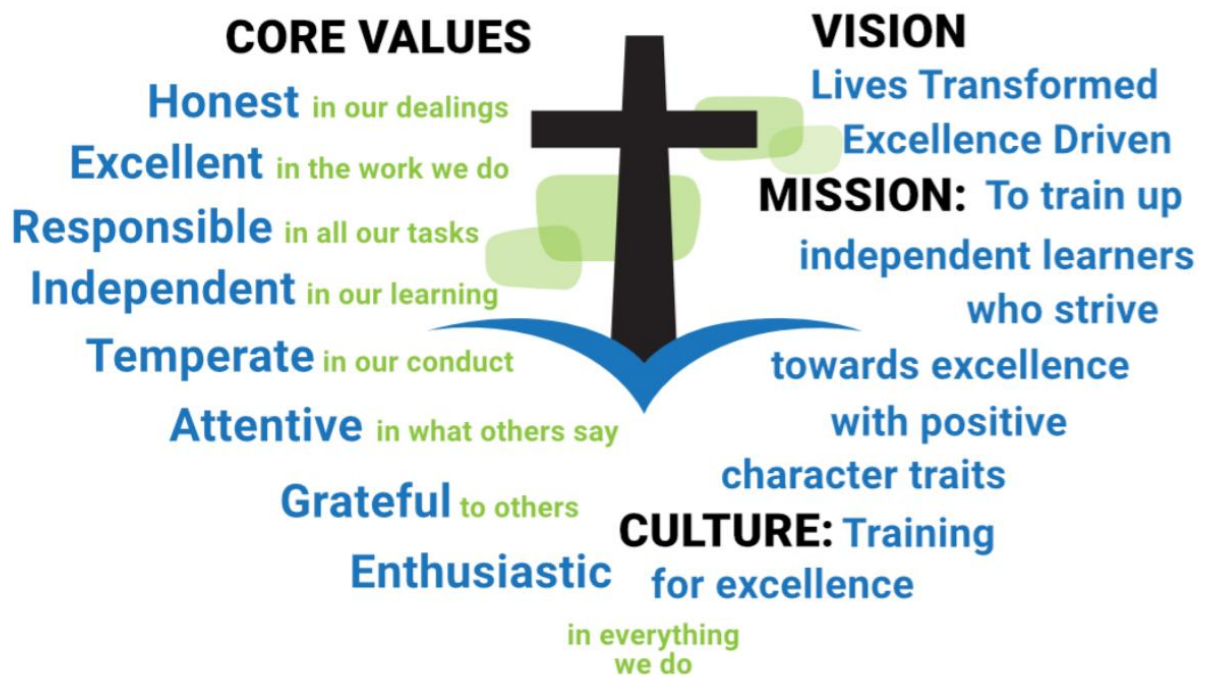 CORE VALUES
Honest in our dealings
Excellent in the work we do
Responsible in all our tasks
Independent in our learning
Temperate in our conduct
Attentive in what others say
Grateful to others
Enthusiastic
in everything
we do
VISION
Lives Transformed
Excellence Driven
MISSION: To train up
independent learners
who strive
towards excellence
with positive
character traits
CULTURE: Training
for excellence